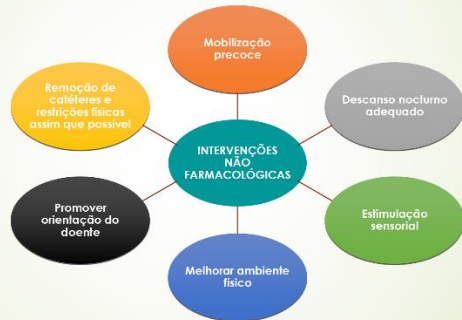 Mobilização
precoce
Remoção de
catéteres e
restrições físicas
assim que possível
Descanso nocturno
adequado
INTERVENÇÕES
NÃO
FARMACOLÓGICAS
Promover
orientação do
doente
Estimulação
sensorial
Melhorar ambiente
físico